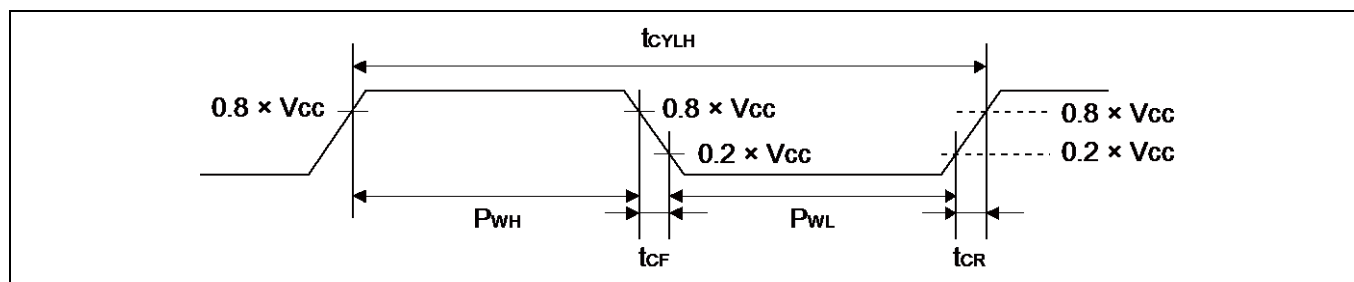 tCYLH
0.8 × Vcc
0.8 × Vcc
0.8 × Vcc
0.2 × Vcc
0.2 × Vcc
PWH
PWL
tCF
tCR